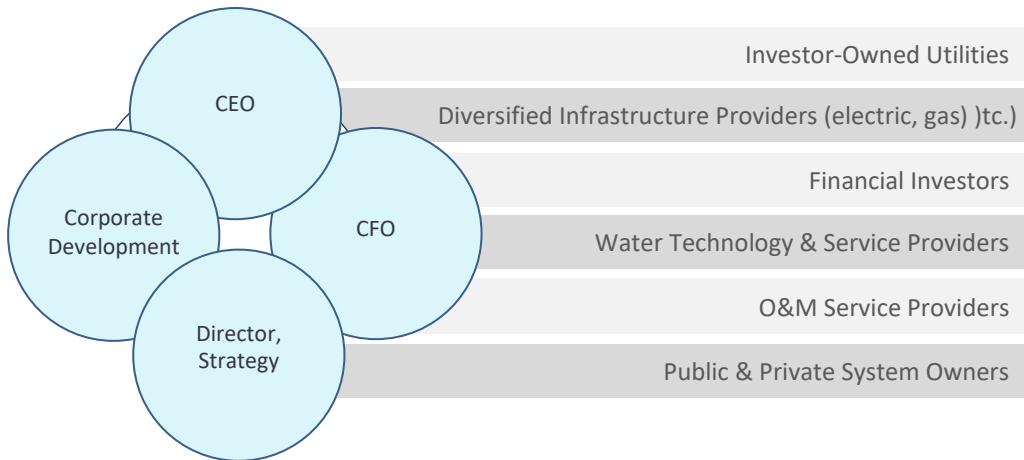 CEO
Corporate
Development
CFO
Director,
Strategy
Investor-Owned Utilities
Diversified Infrastructure Providers (electric, gas) )tc.)
Financial Investors
Water Technology & Service Providers
O&M Service Providers
Public & Private System Owners